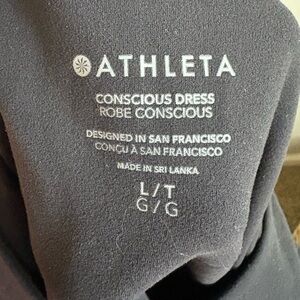 ATHLETA
CONSCIOUS DRESS
ROBE CONSCIOUS
DESIGNED IN SAN FRANCISCO
CONÇU À SAN FRANCISCO
MADE IN SRI LANKA
L/T
G/G